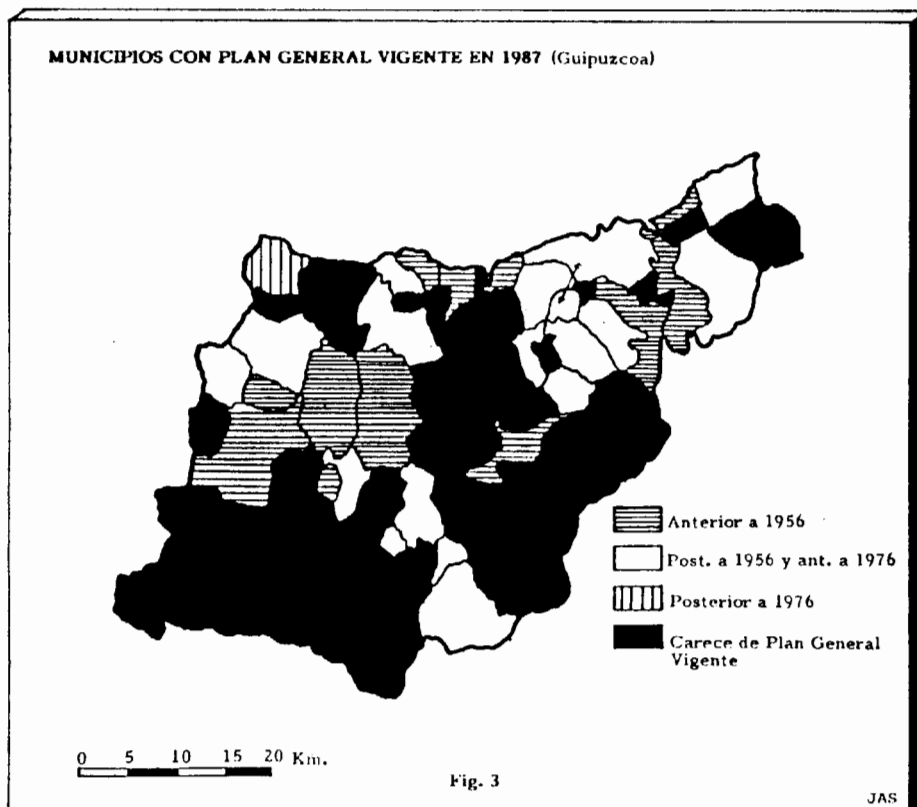 MUNICIPIOS CON PLAN GENERAL VIGENTE EN 1987 (Guipuzcoa)
Anterior a 1956
Post. a 1956 y ant. a 1976
Posterior a 1976
Carece de Plan General
Vigente
0 5 10 15 20 Km.
Fig. 3
JAS